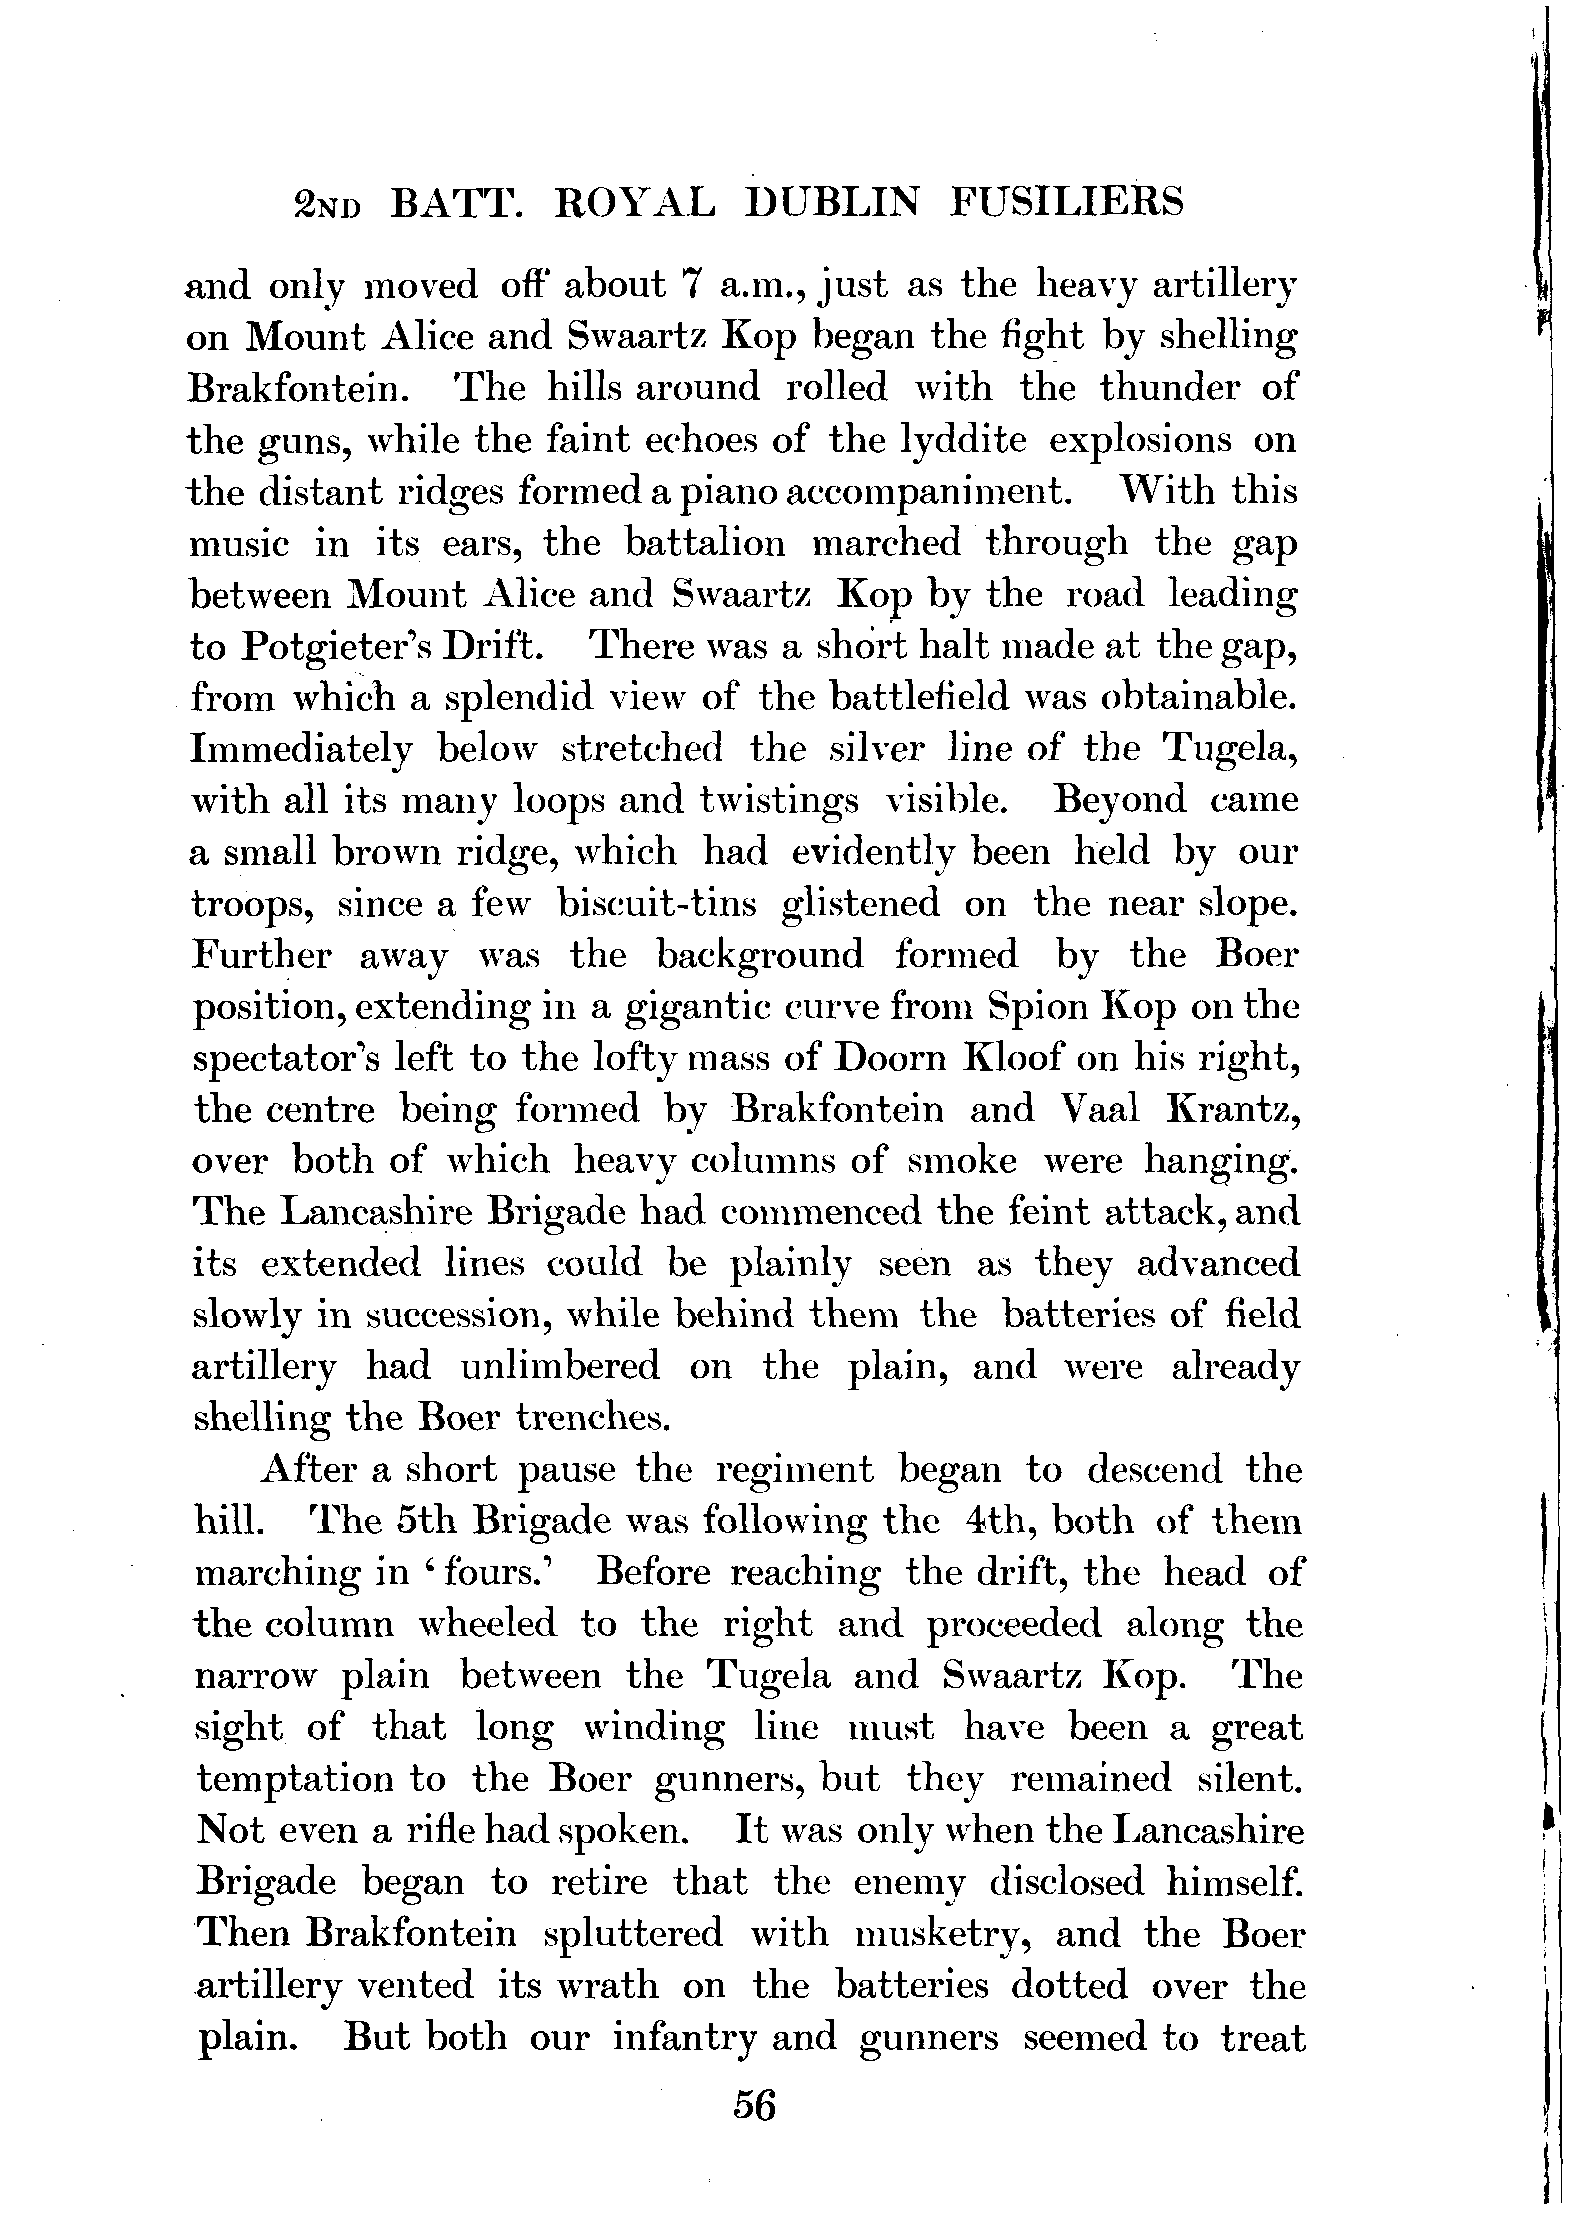 2ND BATT. ROYAL DUBLIN FUSILIERS
and only moved off about 7 a.m., just as the heavy artillery
on Mount Alice and Swaartz Kop began the fight by shelling
Brakfontein. The hills around rolled with the thunder of
the guns, while the faint echoes of the lyddite explosions on
the distant ridges formed a piano accompaniment. With this
music in its ears, the battalion marched through the gap
between Mount Alice and Swaartz Kop by the road leading
to Potgieter's Drift. There was a short halt made at the gap,
from which a splendid view of the battlefield was obtainable.
Immediately below stretched the silver line of the Tugela,
with all its many loops and twistings visible. Beyond came
a small brown ridge, which had evidently been held by our
troops, since a few biscuit-tins glistened on the near slope.
Further away was the background formed by the Boer
position, extending in a gigantic curve from Spion Kop on the
spectator's left to the lofty mass of Doorn Kloof on his right,
the centre being formed by Brakfontein and Vaal Krantz,
over both of which heavy columns of smoke were hanging.
The Lancashire Brigade had commenced the feint attack, and
its extended lines could be plainly seen as they advanced
slowly in succession, while behind them the batteries of field
artillery had unlimbered on the plain, and were already
shelling the Boer trenches.
After a short pause the regiment began to descend the
hill. The 5th Brigade was following the 4th, both of them
marching in ‘fours.’ Before reaching the drift, the head of
the column wheeled to the right and proceeded along the
narrow plain between the Tugela and Swaartz Kop. The
sight of that long winding line must have been a great
temptation to the Boer gunners, but they remained silent.
Not even a rifle had spoken. It was only when the Lancashire
Brigade began to retire that the enemy disclosed himself.
Then Brakfontein spluttered with musketry, and the Boer
artillery vented its wrath on the batteries dotted over the
plain. But both our infantry and gunners seemed to treat
56